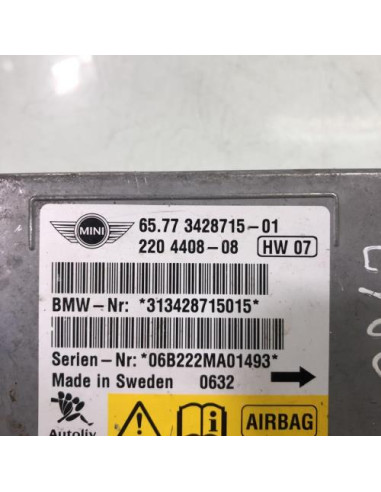 MINI
65.77 3428715-01
220 4408-08 HW 07
BMW-Nr: *313428715015*
Serien-Nr: *06B222MA01493*
Made in Sweden 0632
Autoliv
AIRBAG